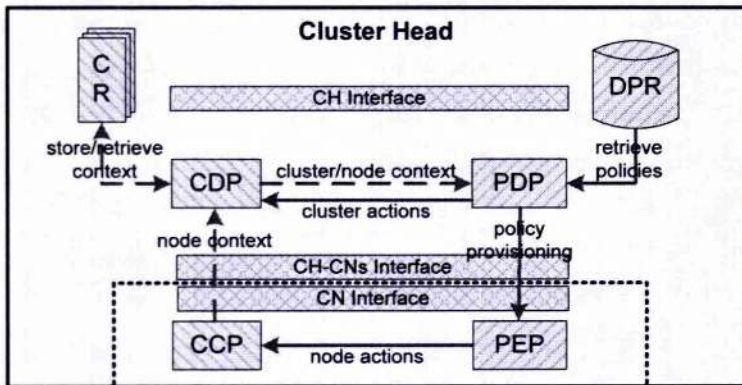 Cluster Head
C
R
CH Interface
DPR
store/retrieve
context
retrieve
policies
CDP
cluster/node context
PDP
cluster actions
node context
policy
provisioning
CH-CNs Interface
CN Interface
CCP
node actions
PEP